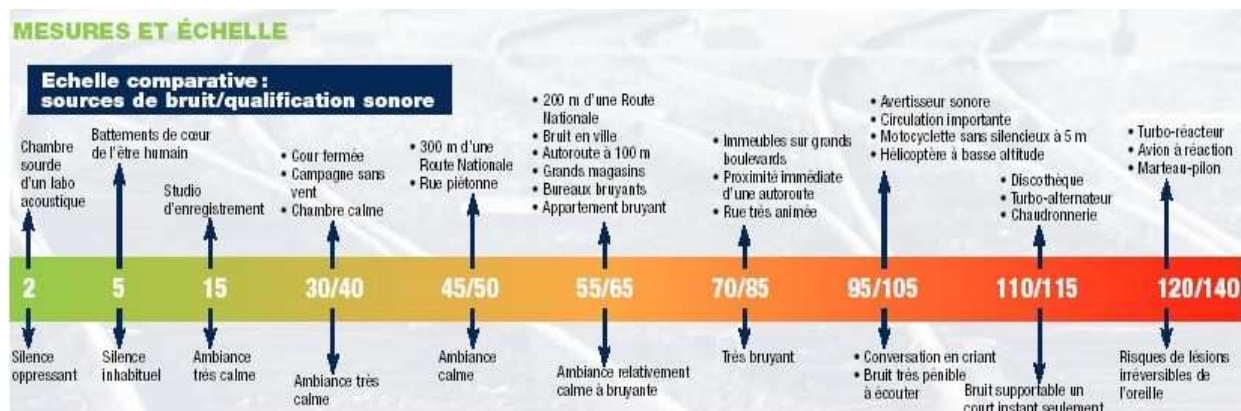 MESURES ET ÉCHELLE
Echelle comparative :
sources de bruit/qualification sonore
Chambre
sourde
d'un labo
acoustique
Battements de cœur
de l'être humain
Studio
d'enregistrement
• Cour fermée
• Campagne sans
vent
• Chambre calme
• 300 m d'une
Route Nationale
• Rue piétonne
• 200 m d'une Route
Nationale
• Bruit en ville
• Autoroute à 100 m
• Grands magasins
• Bureaux bruyants
• Appartement bruyant
• Immeubles sur grands
boulevards
• Proximité immédiate
d'une autoroute
• Rue très animée
• Avertisseur sonore
• Circulation importante
• Motocyclette sans silencieux à 5 m
• Hélicoptère à basse altitude
• Discothèque
• Turbo-alternateur
• Chaudronnerie
• Turbo-réacteur
• Avion à réaction
• Marteau-pilon
2 5 15 30/40 45/50 55/65 70/85 95/105 110/115 120/140
Silence
oppressant
Silence
inhabituel
Ambiance
très calme
Ambiance très
calme
Ambiance
calme
Ambiance relativement
calme à bruyante
Très bruyant
• Conversation en criant
• Bruit très pénible
à écouter
Bruit supportable un
court instant seulement
Risques de lésions
irréversibles de
l'oreille